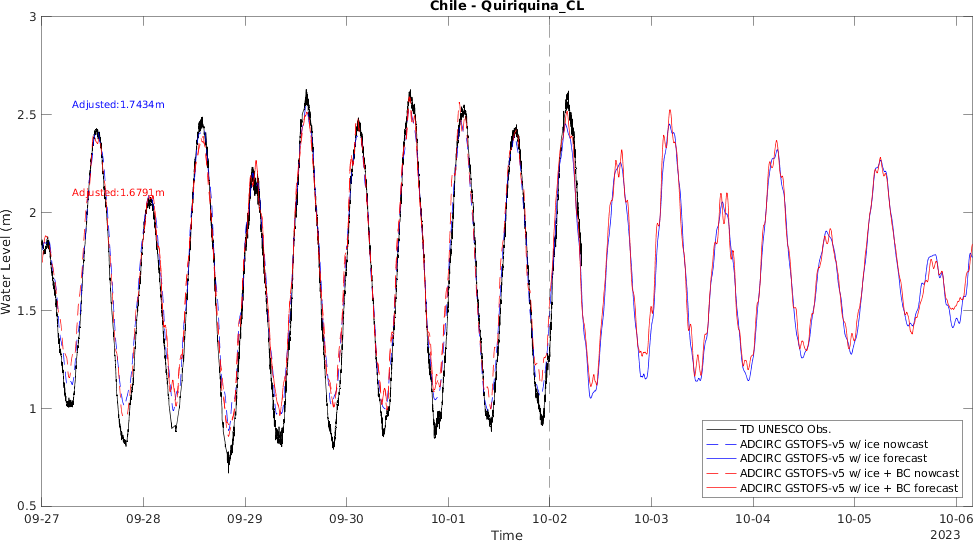 Chile - Quiriquina_CL
3
2.5
2
1.5
1
0.5
Water Level (m)
Adjusted:1.7434m
Adjusted:1.6791m
TD UNESCO Obs.
ADCIRC GSTOFS-v5 w/ ice nowcast
ADCIRC GSTOFS-v5 w/ ice forecast
ADCIRC GSTOFS-v5 w/ ice + BC nowcast
ADCIRC GSTOFS-v5 w/ ice + BC forecast
09-27 09-28 09-29 09-30 10-01 10-02 10-03 10-04 10-05 10-06
Time
2023